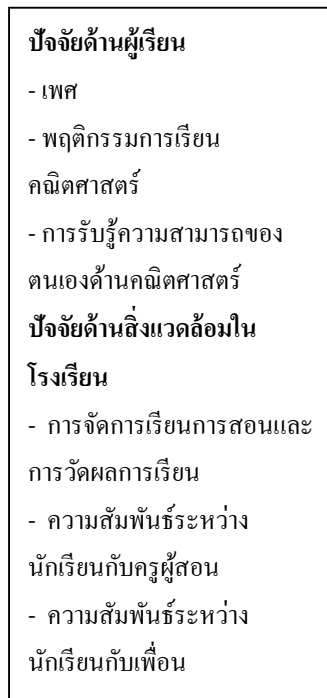 ปัจจัยด้านผู้เรียน
- เพศ
- พฤติกรรมการเรียน
คณิตศาสตร์
- การรับรู้ความสามารถของ
ตนเองด้านคณิตศาสตร์
ปัจจัยด้านสิ่งแวดล้อมใน
โรงเรียน
- การจัดการเรียนการสอนและ
การวัดผลการเรียน
- ความสัมพันธ์ระหว่าง
นักเรียนกับครูผู้สอน
- ความสัมพันธ์ระหว่าง
นักเรียนกับเพื่อน